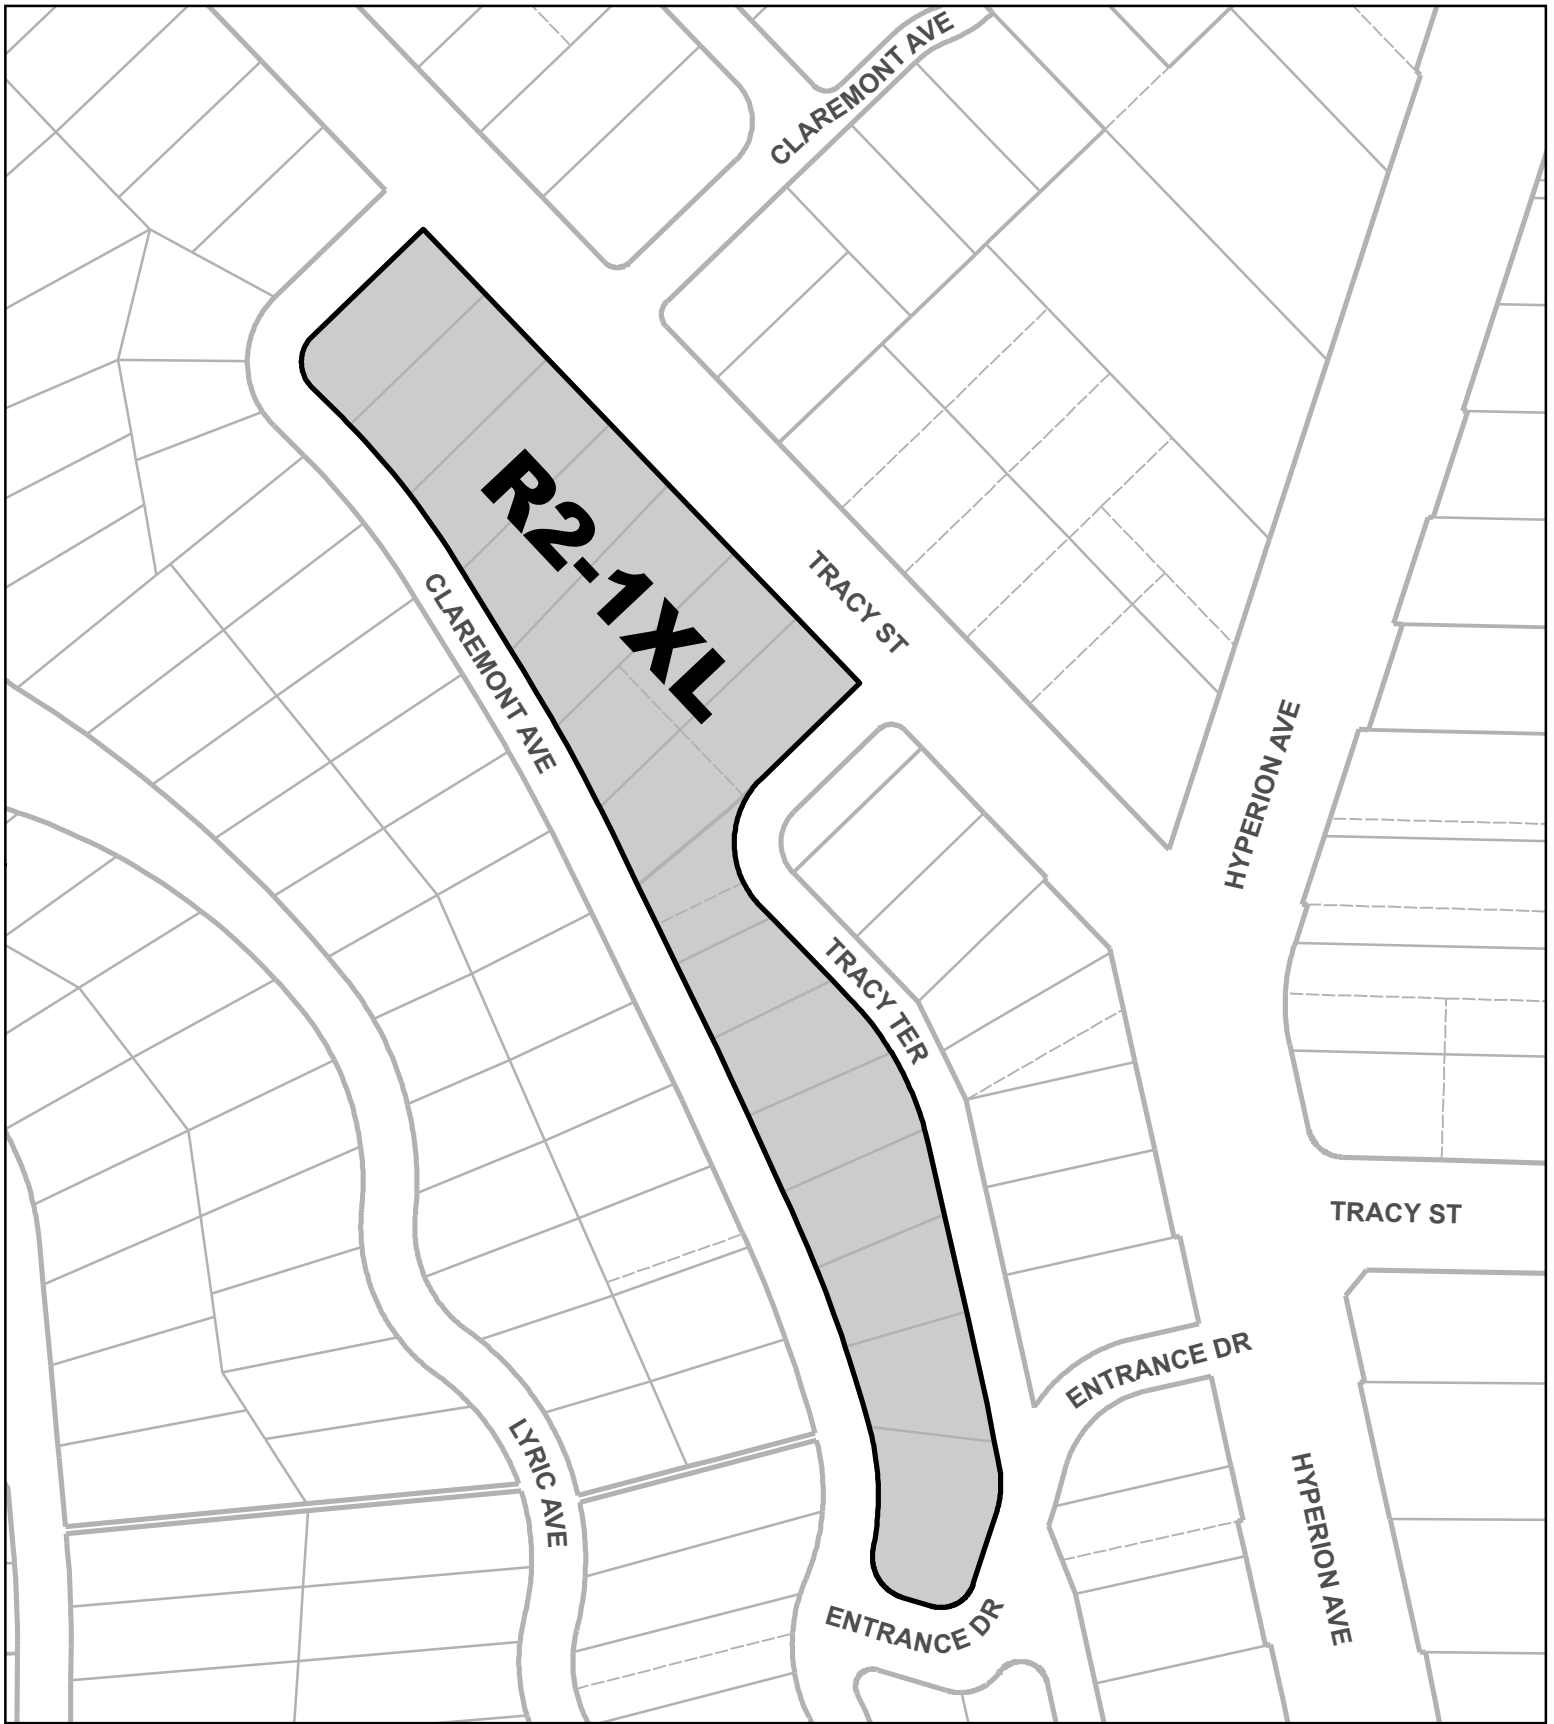 CLAREMONT AVE
R2-1XL
TRACY ST
CLAREMONT AVE
HYPERION AVE
TRACY TER
TRACY ST
ENTRANCE DR
LYRIC AVE
HYPERION AVE
ENTRANCE DR